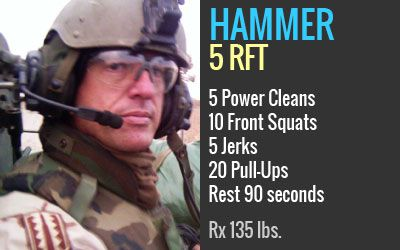 HAMMER
5 RFT
5 Power Cleans
10 Front Squats
5 Jerks
20 Pull-Ups
Rest 90 seconds
Rx 135 lbs.